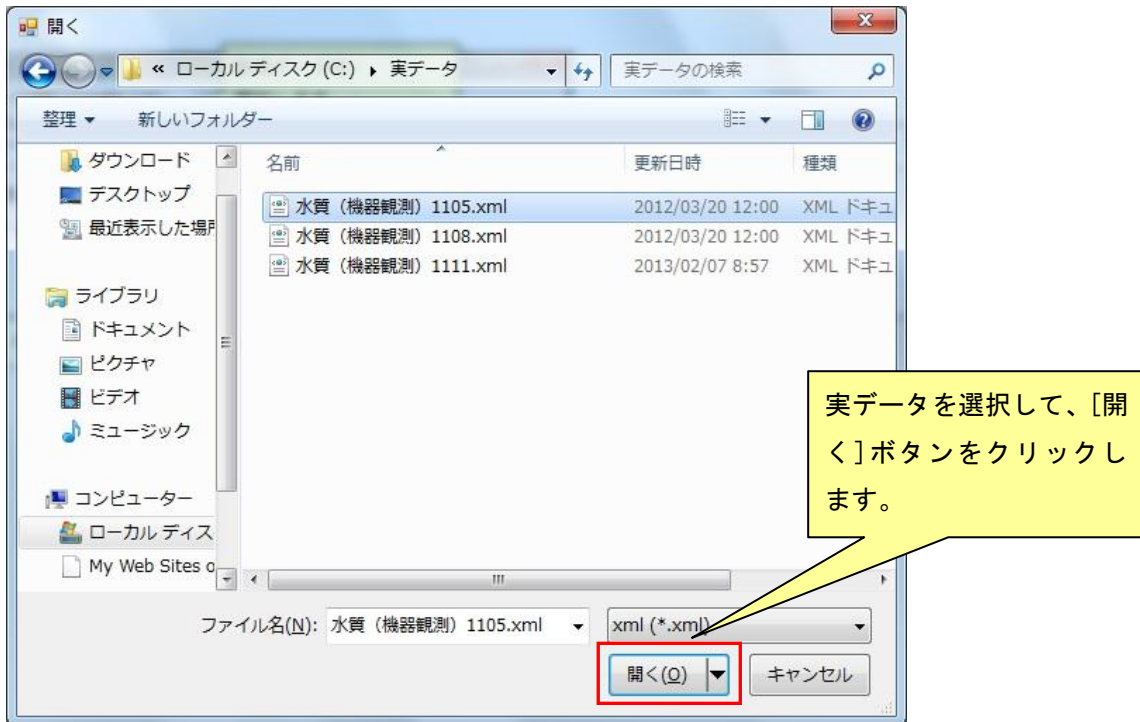 開く
« ローカル ディスク (C:) ▸ 実データ
実データの検索
整理 ▼ 新しいフォルダー
ダウンロード
デスクトップ
最近表示した場所
ライブラリ
ドキュメント
ピクチャ
ビデオ
ミュージック
コンピューター
ローカル ディス
My Web Sites o
名前 更新日時 種類
水質（機器観測）1105.xml 2012/03/20 12:00 XML ドキュ
水質（機器観測）1108.xml 2012/03/20 12:00 XML ドキュ
水質（機器観測）1111.xml 2013/02/07 8:57 XML ドキュ
実データを選択して、[開
く]ボタンをクリックし
ます。
ファイル名(N): 水質（機器観測）1105.xml xml (*.xml)
開く(O) キャンセル